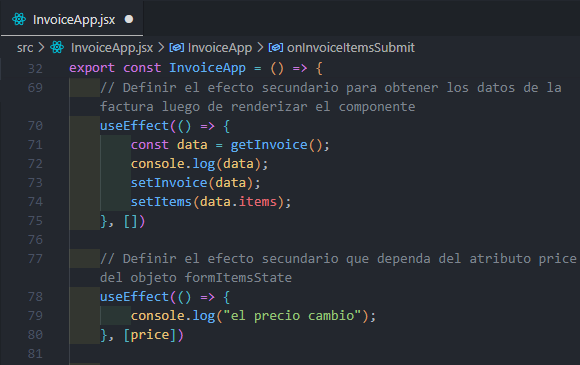 InvoiceApp.jsx
src > InvoiceApp.jsx > InvoiceApp > onInvoiceItemsSubmit
32 export const InvoiceApp = () => {
69 // Definir el efecto secundario para obtener los datos de la
factura luego de renderizar el componente
70 useEffect(() => {
71 const data = getInvoice();
72 console.log(data);
73 setInvoice(data);
74 setItems(data.items);
75 }, [])
76
77 // Definir el efecto secundario que dependa del atributo price
del objeto formItemsState
78 useEffect(() => {
79 console.log("el precio cambio");
80 }, [price])
81